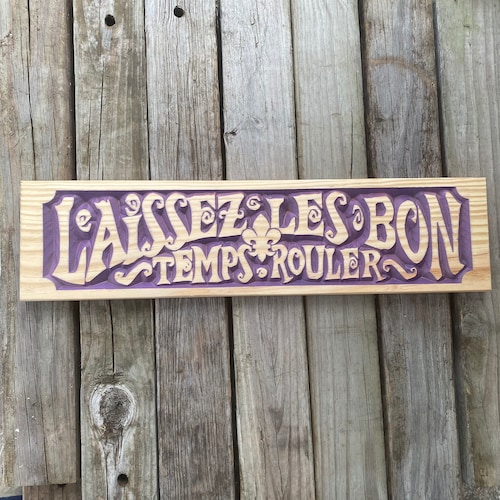 LAISSEZ LES BON
TEMPS ROULER